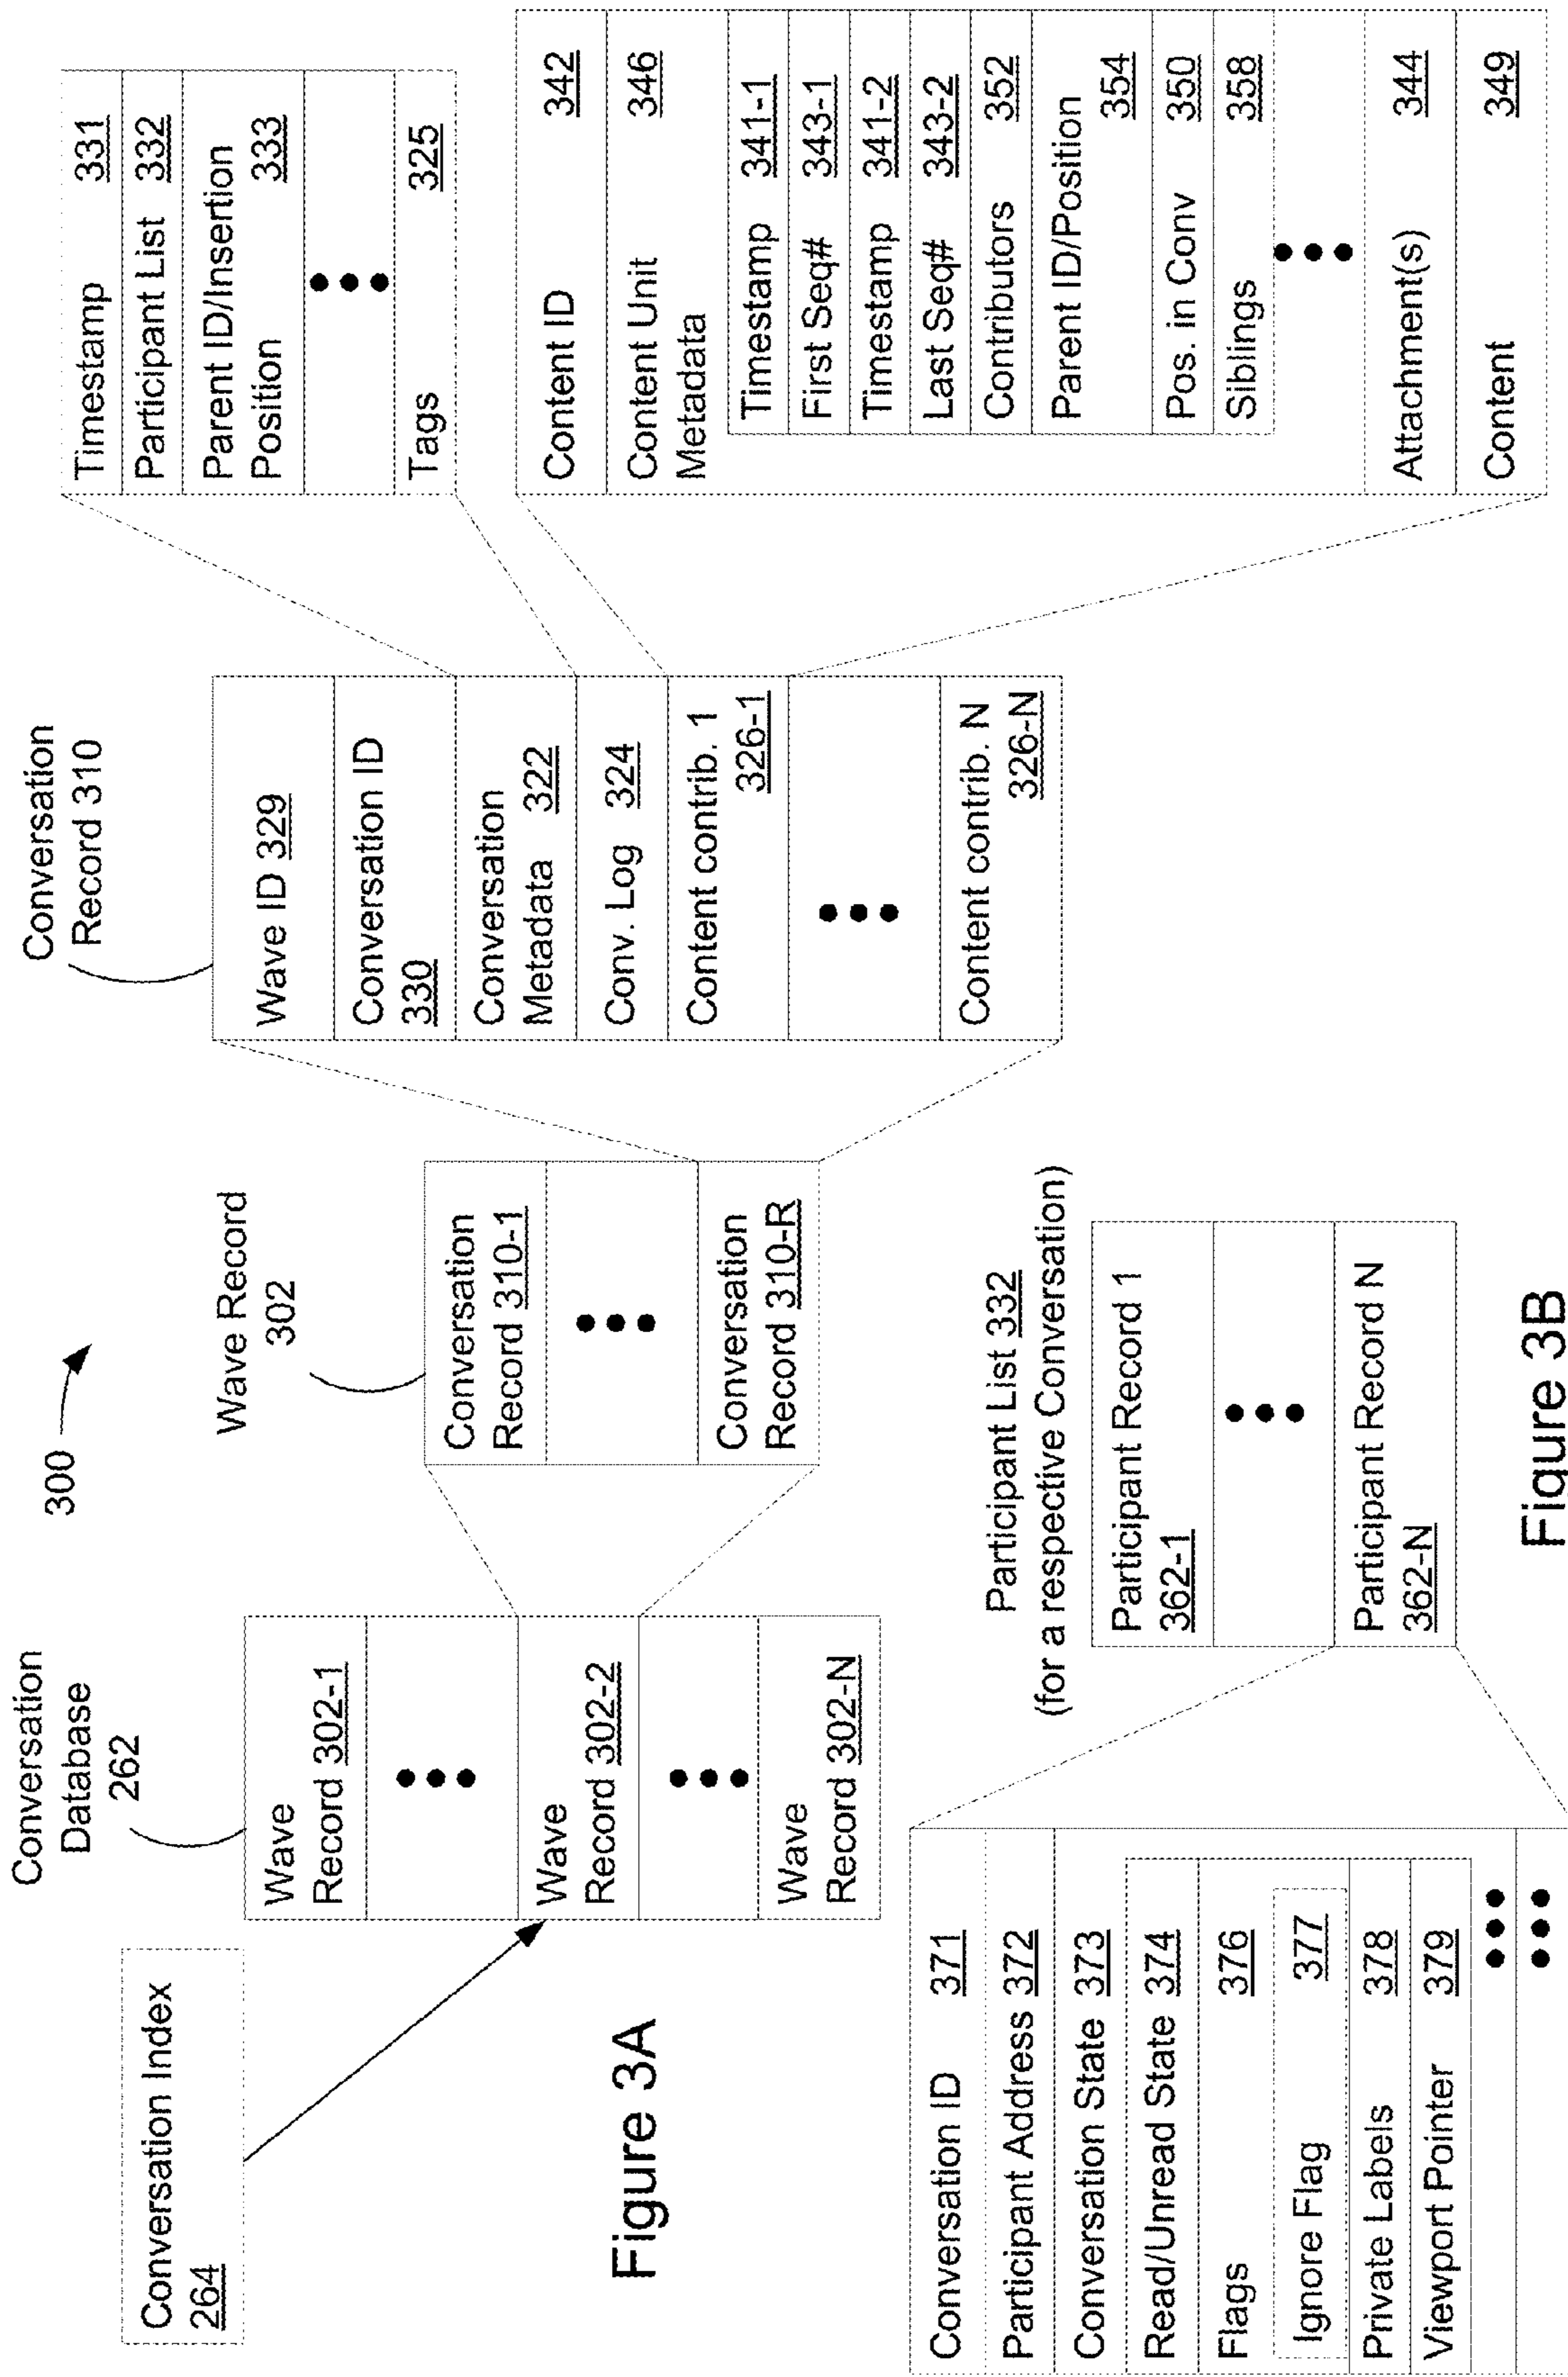 300
Conversation Index
264
Conversation
Database
262
Wave
Record 302-1
Wave
Record 302-2
Wave
Record 302-N
Wave Record
302
Conversation
Record 310-1
Conversation
Record 310-R
Conversation
Record 310
Wave ID 329
Conversation ID
330
Conversation
Metadata 322
Conv. Log 324
Content contrib. 1
326-1
Content contrib. N
326-N
Timestamp 331
Participant List 332
Parent ID/Insertion
Position 333
Tags 325
Content ID 342
Content Unit 346
Metadata
Timestamp 341-1
First Seq# 343-1
Timestamp 341-2
Last Seq# 343-2
Contributors 352
Parent ID/Position
354
Pos. in Conv 350
Siblings 358
Attachment(s) 344
Content 349
Figure 3A
Participant List 332
(for a respective Conversation)
Participant Record 1
362-1
Participant Record N
362-N
Conversation ID 371
Participant Address 372
Conversation State 373
Read/Unread State 374
Flags 376
Ignore Flag 377
Private Labels 378
Viewport Pointer 379
Figure 3B